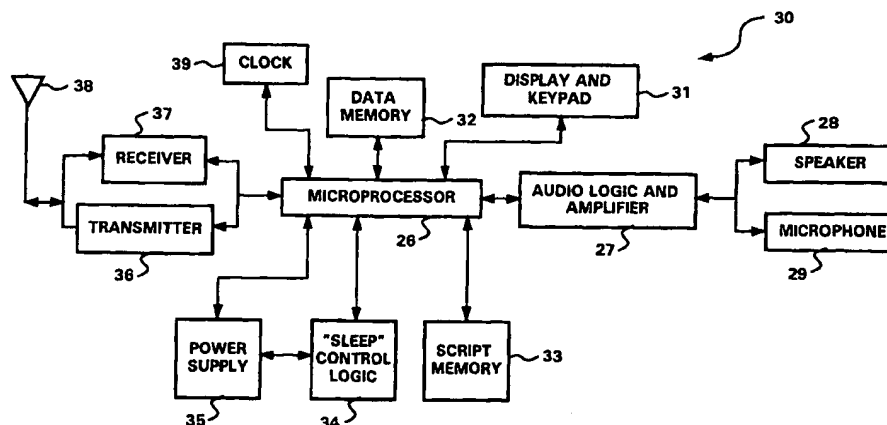 30
38
39
CLOCK
DISPLAY AND
KEYPAD
31
DATA
MEMORY
32
37
RECEIVER
28
SPEAKER
MICROPROCESSOR
26
AUDIO LOGIC AND
AMPLIFIER
27
TRANSMITTER
36
MICROPHONE
29
POWER
SUPPLY
35
"SLEEP"
CONTROL
LOGIC
34
SCRIPT
MEMORY
33